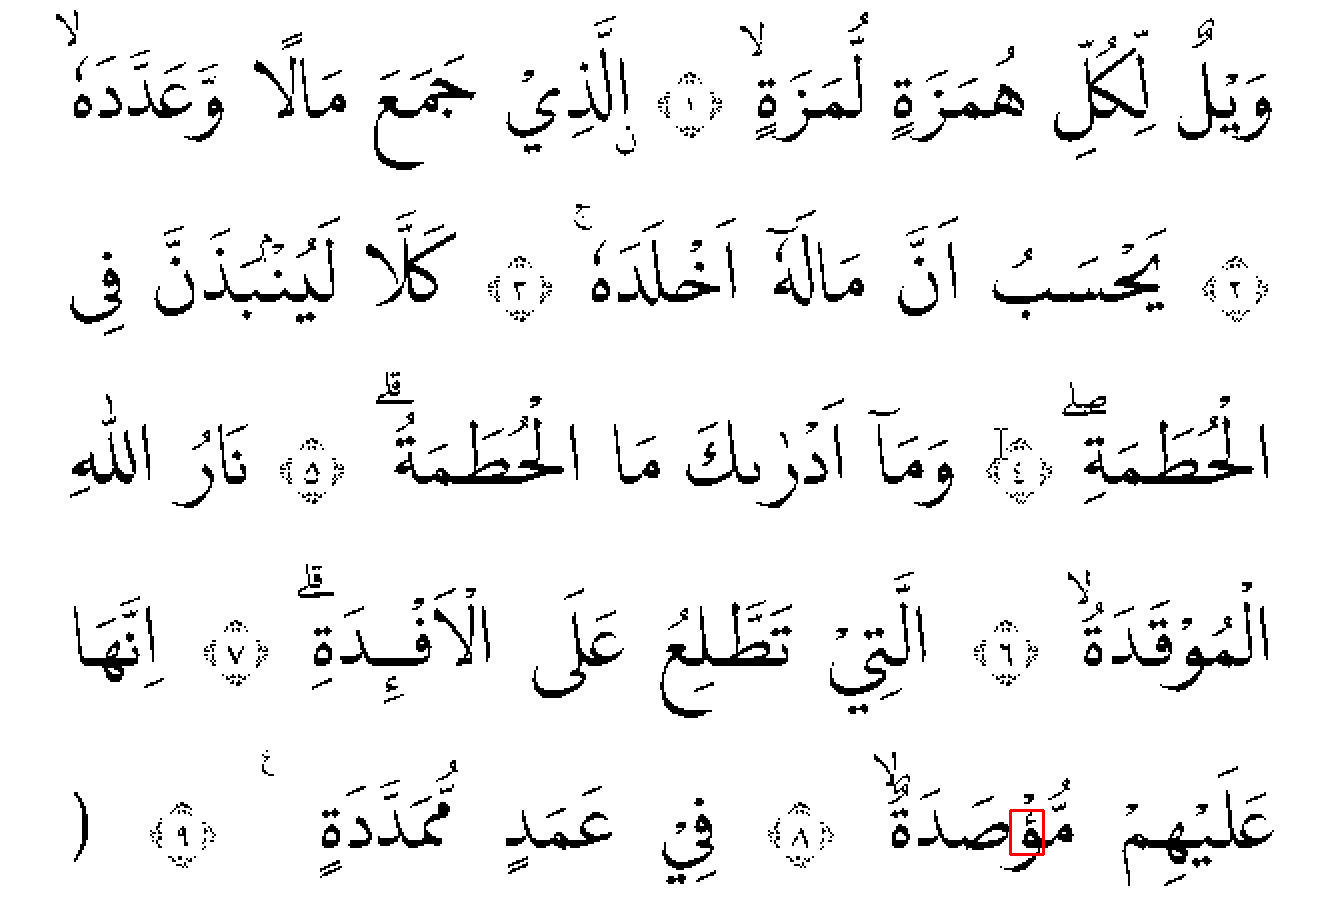 وَيْلٌ لِّكُلِّ هُمَزَةٍ لُّمَزَةٍۙ ١ ۨالَّذِيْ جَمَعَ مَالًا وَّعَدَّدَهٗۙ
٢ يَحْسَبُ اَنَّ مَالَهٗٓ اَخْلَدَهٗۚ ٣ كَلَّا لَيُنْۢبَذَنَّ فِى
الْحُطَمَةِۖ ٤ وَمَآ اَدْرٰىكَ مَا الْحُطَمَةُۗ ٥ نَارُ اللّٰهِ
الْمُوْقَدَةُۙ ٦ الَّتِيْ تَطَّلِعُ عَلَى الْاَفْـِٕدَةِۗ ٧ اِنَّهَا
عَلَيْهِمْ مُّؤْصَدَةٌۙ ٨ فِيْ عَمَدٍ مُّمَدَّدَةٍ ࣖ ٩ (